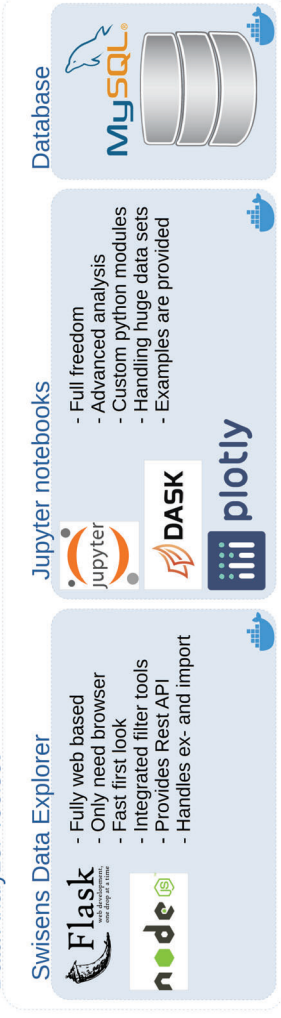 Swisens Data Explorer
Flask
web development,
one drop at a time
node
JS
- Fully web based
- Only need browser
- Fast first look
- Integrated filter tools
- Provides Rest API
- Handles ex- and import
Jupyter notebooks
jupyter
DASK
plotly
- Full freedom
- Advanced analysis
- Custom python modules
- Handling huge data sets
- Examples are provided
Database
MySQL®